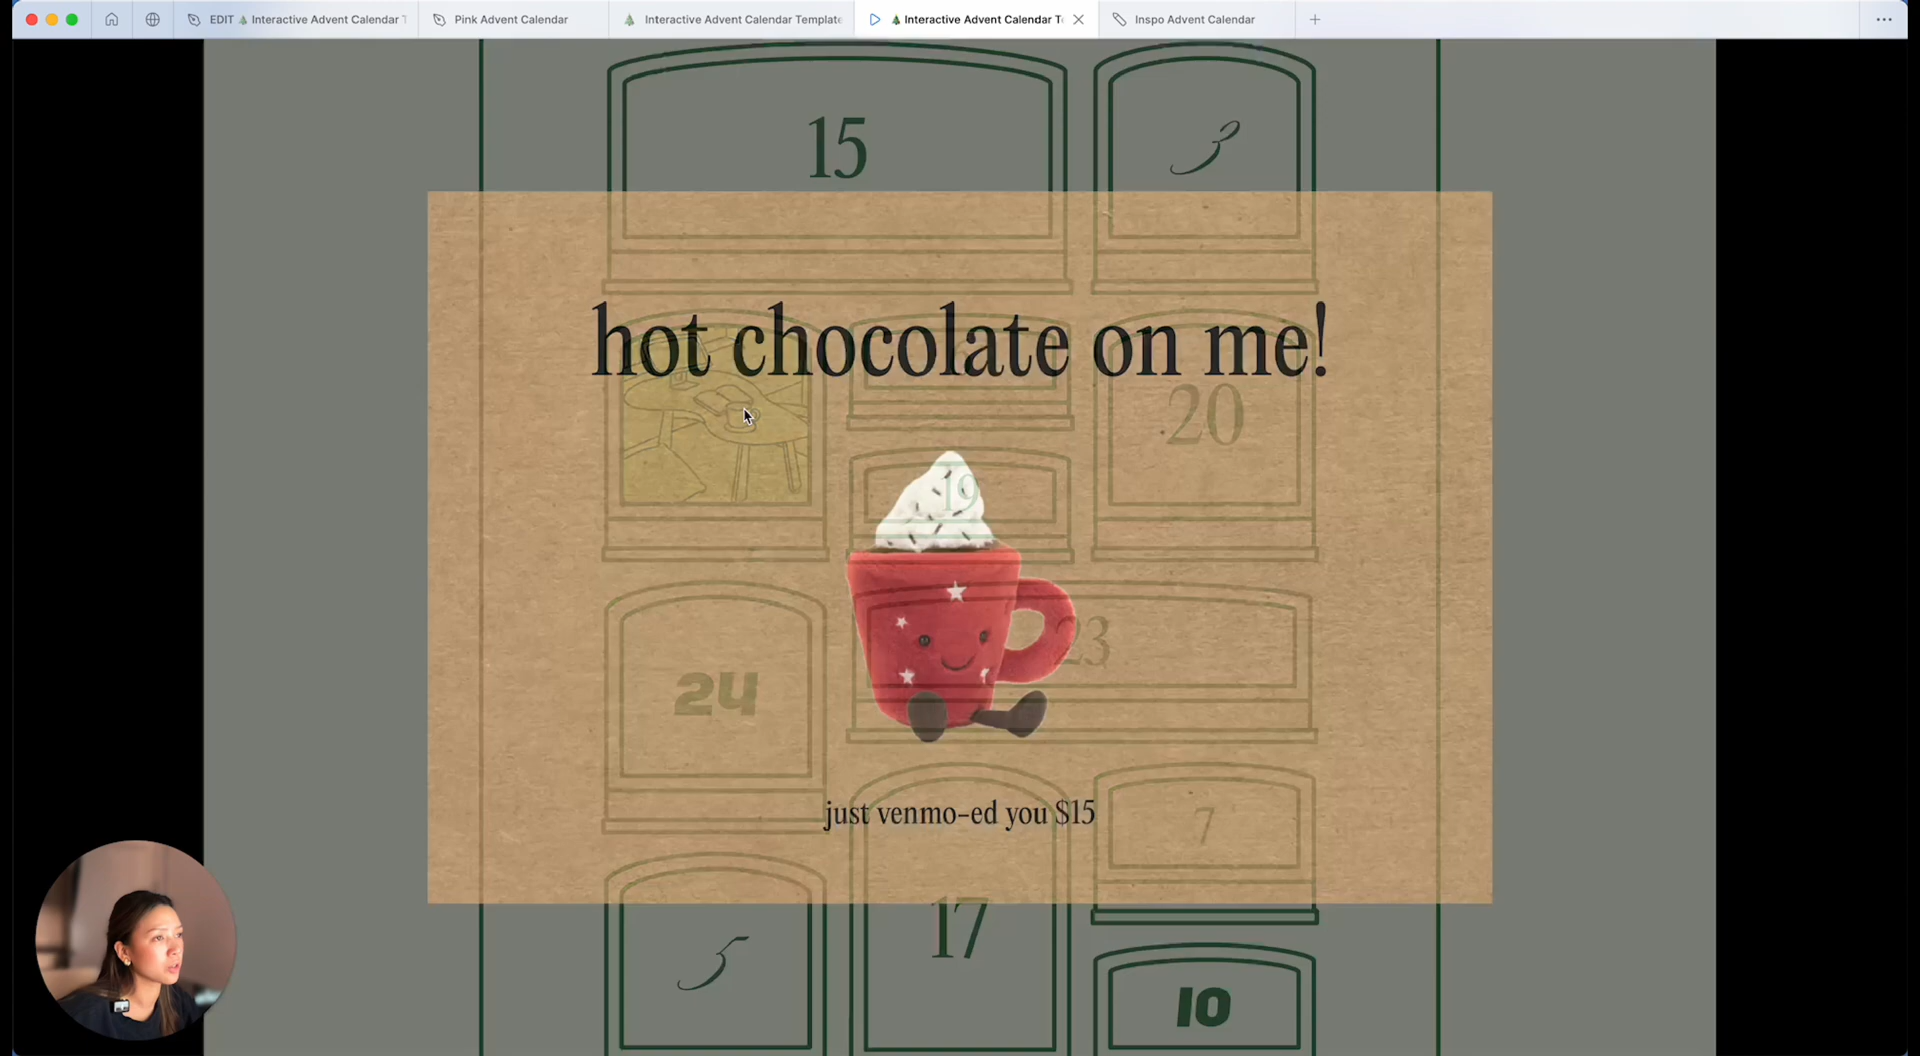 EDIT 🎄 Interactive Advent Calendar T
Pink Advent Calendar
Interactive Advent Calendar Template
Interactive Advent Calendar T
Inspo Advent Calendar
15
3
hot chocolate on me!
20
19
23
24
just venmo-ed you $15
7
5
17
10